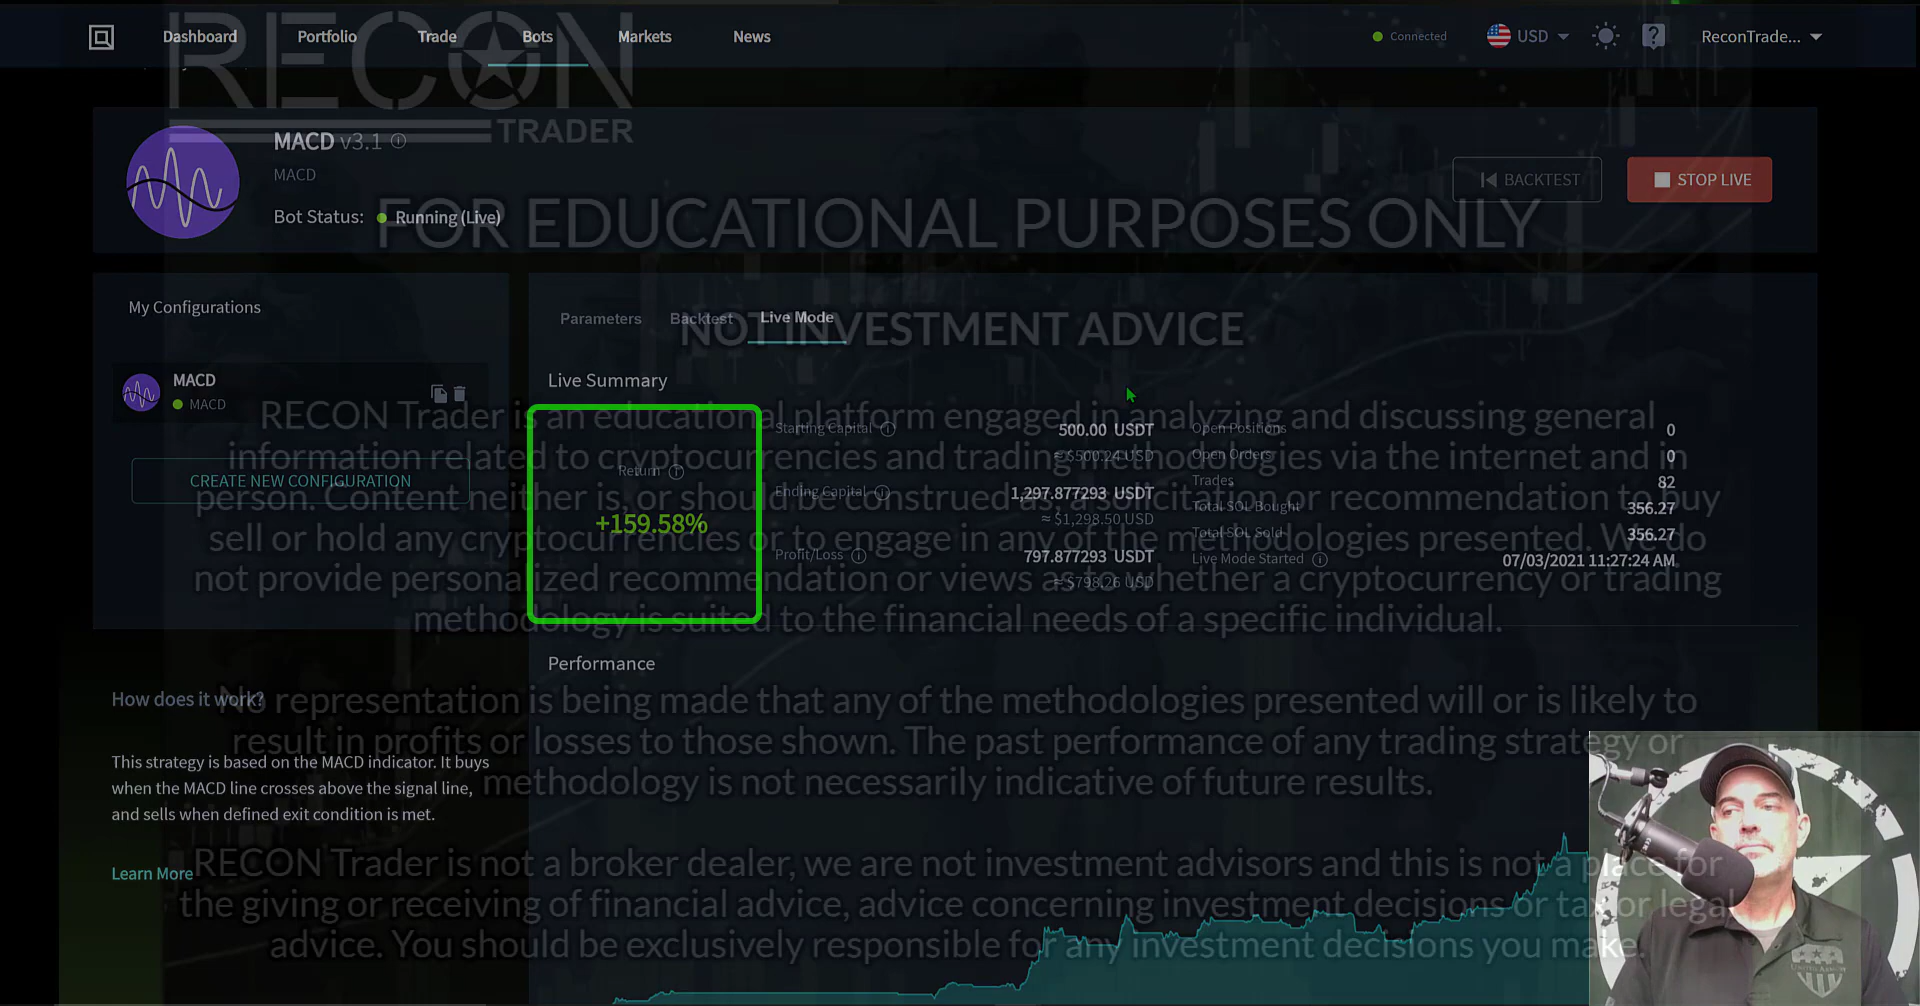 Dashboard
Portfolio
Trade
Bots
Markets
News
Connected
USD
ReconTrade...
RECON
TRADER
MACD v3.1
MACD
Bot Status: Running (Live)
BACKTEST
STOP LIVE
FOR EDUCATIONAL PURPOSES ONLY
NOT INVESTMENT ADVICE
My Configurations
MACD
MACD
CREATE NEW CONFIGURATION
Parameters
Backtest
Live Mode
Live Summary
Return
+159.58%
Starting Capital 500.00 USDT
≈ $500.24 USD
Ending Capital 1,297.877293 USDT
≈ $1,298.50 USD
Profit/Loss 797.877293 USDT
≈ $798.26 USD
Open Positions 0
Open Orders 0
Trades 82
Total SOL Bought 356.27
Total SOL Sold 356.27
Live Mode Started 07/03/2021 11:27:24 AM
RECON Trader is an educational platform engaged in analyzing and discussing general
information related to cryptocurrencies and trading methodologies via the internet and in
person. Content neither is, or should be construed as, a solicitation or recommendation to buy
sell or hold any cryptocurrencies or to engage in any of the methodologies presented. We do
not provide personalized recommendation or views as to whether a cryptocurrency or trading
methodology is suited to the financial needs of a specific individual.
Performance
How does it work?
This strategy is based on the MACD indicator. It buys
when the MACD line crosses above the signal line,
and sells when defined exit condition is met.
Learn More
No representation is being made that any of the methodologies presented will or is likely to
result in profits or losses to those shown. The past performance of any trading strategy or
methodology is not necessarily indicative of future results.
RECON Trader is not a broker dealer, we are not investment advisors and this is not a place for
the giving or receiving of financial advice, advice concerning investment decisions or tax or legal
advice. You should be exclusively responsible for any investment decisions you make.